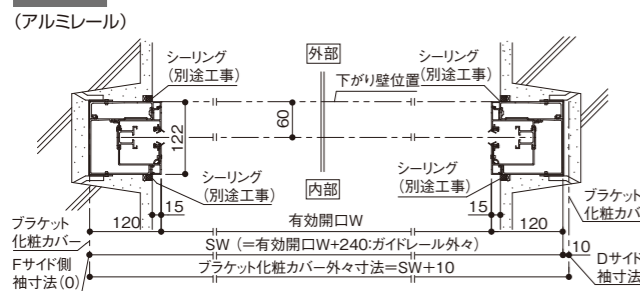 (アルミレール)
シーリング
(別途工事)
外部
シーリング
(別途工事)
下がり壁位置
60
122
シーリング
(別途工事)
内部
シーリング
(別途工事)
ブラケット
化粧カバー
120
15
有効開口W
15
120
ブラケット
化粧カバ
SW (=有効開口W+240:ガイドレール外々)
10
Fサイド側
袖寸法(0)
ブラケット化粧カバー外々寸法=SW+10
Dサイド
袖寸法